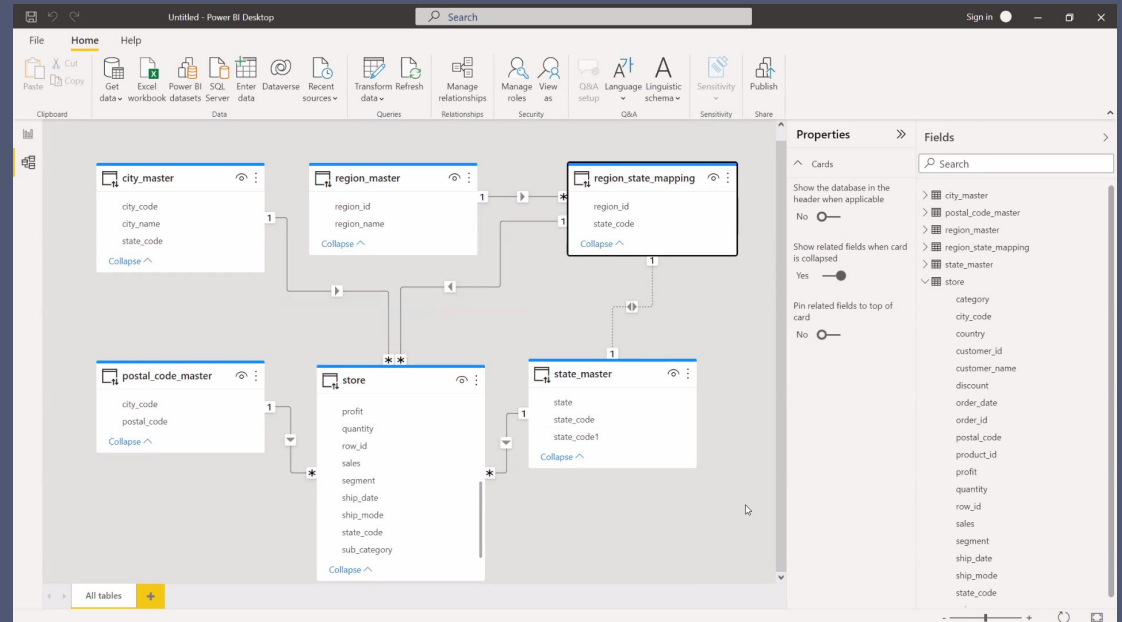 Untitled - Power BI Desktop
Search
Sign in
File Home Help
Paste
Cut
Copy
Clipboard
Get data
Excel workbook
Power BI datasets
SQL Server
Enter data
Dataverse
Recent sources
Data
Transform data
Refresh
Queries
Manage relationships
Relationships
Manage roles
View as
Security
Q&A setup
Language
Linguistic schema
Q&A
Sensitivity
Sensitivity
Publish
Share
city_master
city_code
city_name
state_code
Collapse
1
region_master
region_id
region_name
Collapse
1
*
region_state_mapping
region_id
state_code
Collapse
1
1
postal_code_master
city_code
postal_code
Collapse
1
*
* *
store
profit
quantity
row_id
sales
segment
ship_date
ship_mode
state_code
sub_category
Collapse
*
1
1
state_master
state
state_code
state_code1
Collapse
All tables
+
Properties
Cards
Show the database in the
header when applicable
No
Show related fields when card
is collapsed
Yes
Pin related fields to top of
card
No
Fields
Search
city_master
postal_code_master
region_master
region_state_mapping
state_master
store
category
city_code
country
customer_id
customer_name
discount
order_date
order_id
postal_code
product_id
profit
quantity
row_id
sales
segment
ship_date
ship_mode
state_code
- +